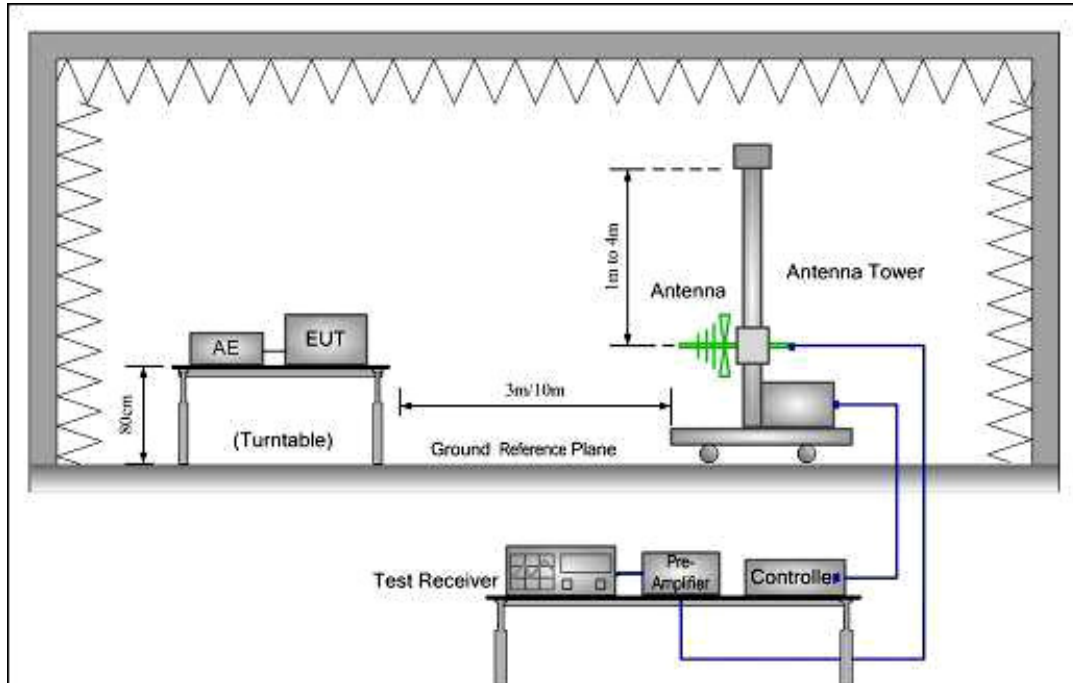 1m to 4m
Antenna
Antenna Tower
AE
EUT
80cm
(Turntable)
3m/10m
Ground Reference Plane
Test Receiver
Pre-
Amplifier
Controller